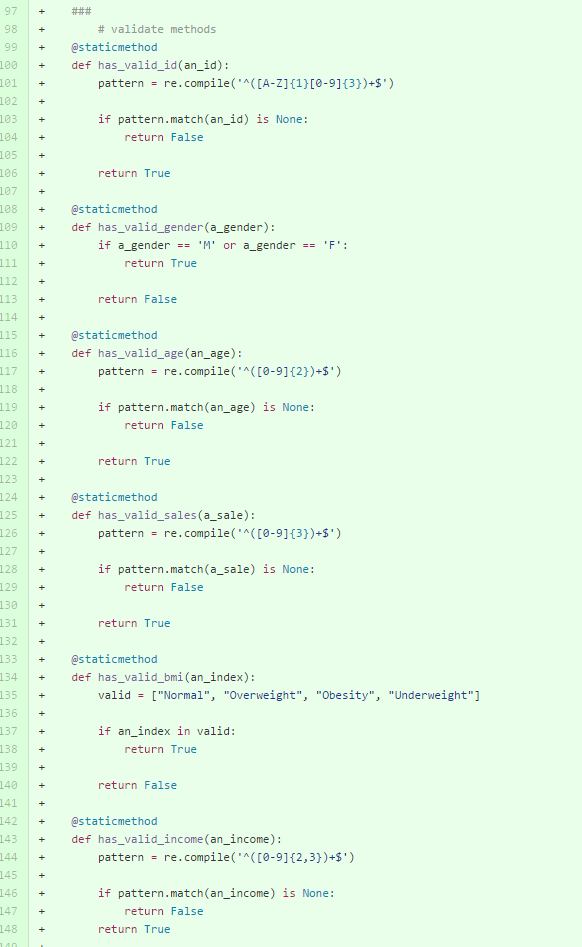 97 + ###
98 + # validate methods
99 + @staticmethod
100 + def has_valid_id(an_id):
101 + pattern = re.compile('^([A-Z]{1}[0-9]{3})+$')
102 +
103 + if pattern.match(an_id) is None:
104 + return False
105 +
106 + return True
107 +
108 + @staticmethod
109 + def has_valid_gender(a_gender):
110 + if a_gender == 'M' or a_gender == 'F':
111 + return True
112 +
113 + return False
114 +
115 + @staticmethod
116 + def has_valid_age(an_age):
117 + pattern = re.compile('^([0-9]{2})+$')
118 +
119 + if pattern.match(an_age) is None:
120 + return False
121 +
122 + return True
123 +
124 + @staticmethod
125 + def has_valid_sales(a_sale):
126 + pattern = re.compile('^([0-9]{3})+$')
127 +
128 + if pattern.match(a_sale) is None:
129 + return False
130 +
131 + return True
132 +
133 + @staticmethod
134 + def has_valid_bmi(an_index):
135 + valid = ["Normal", "Overweight", "Obesity", "Underweight"]
136 +
137 + if an_index in valid:
138 + return True
139 +
140 + return False
141 +
142 + @staticmethod
143 + def has_valid_income(an_income):
144 + pattern = re.compile('^([0-9]{2,3})+$')
145 +
146 + if pattern.match(an_income) is None:
147 + return False
148 + return True